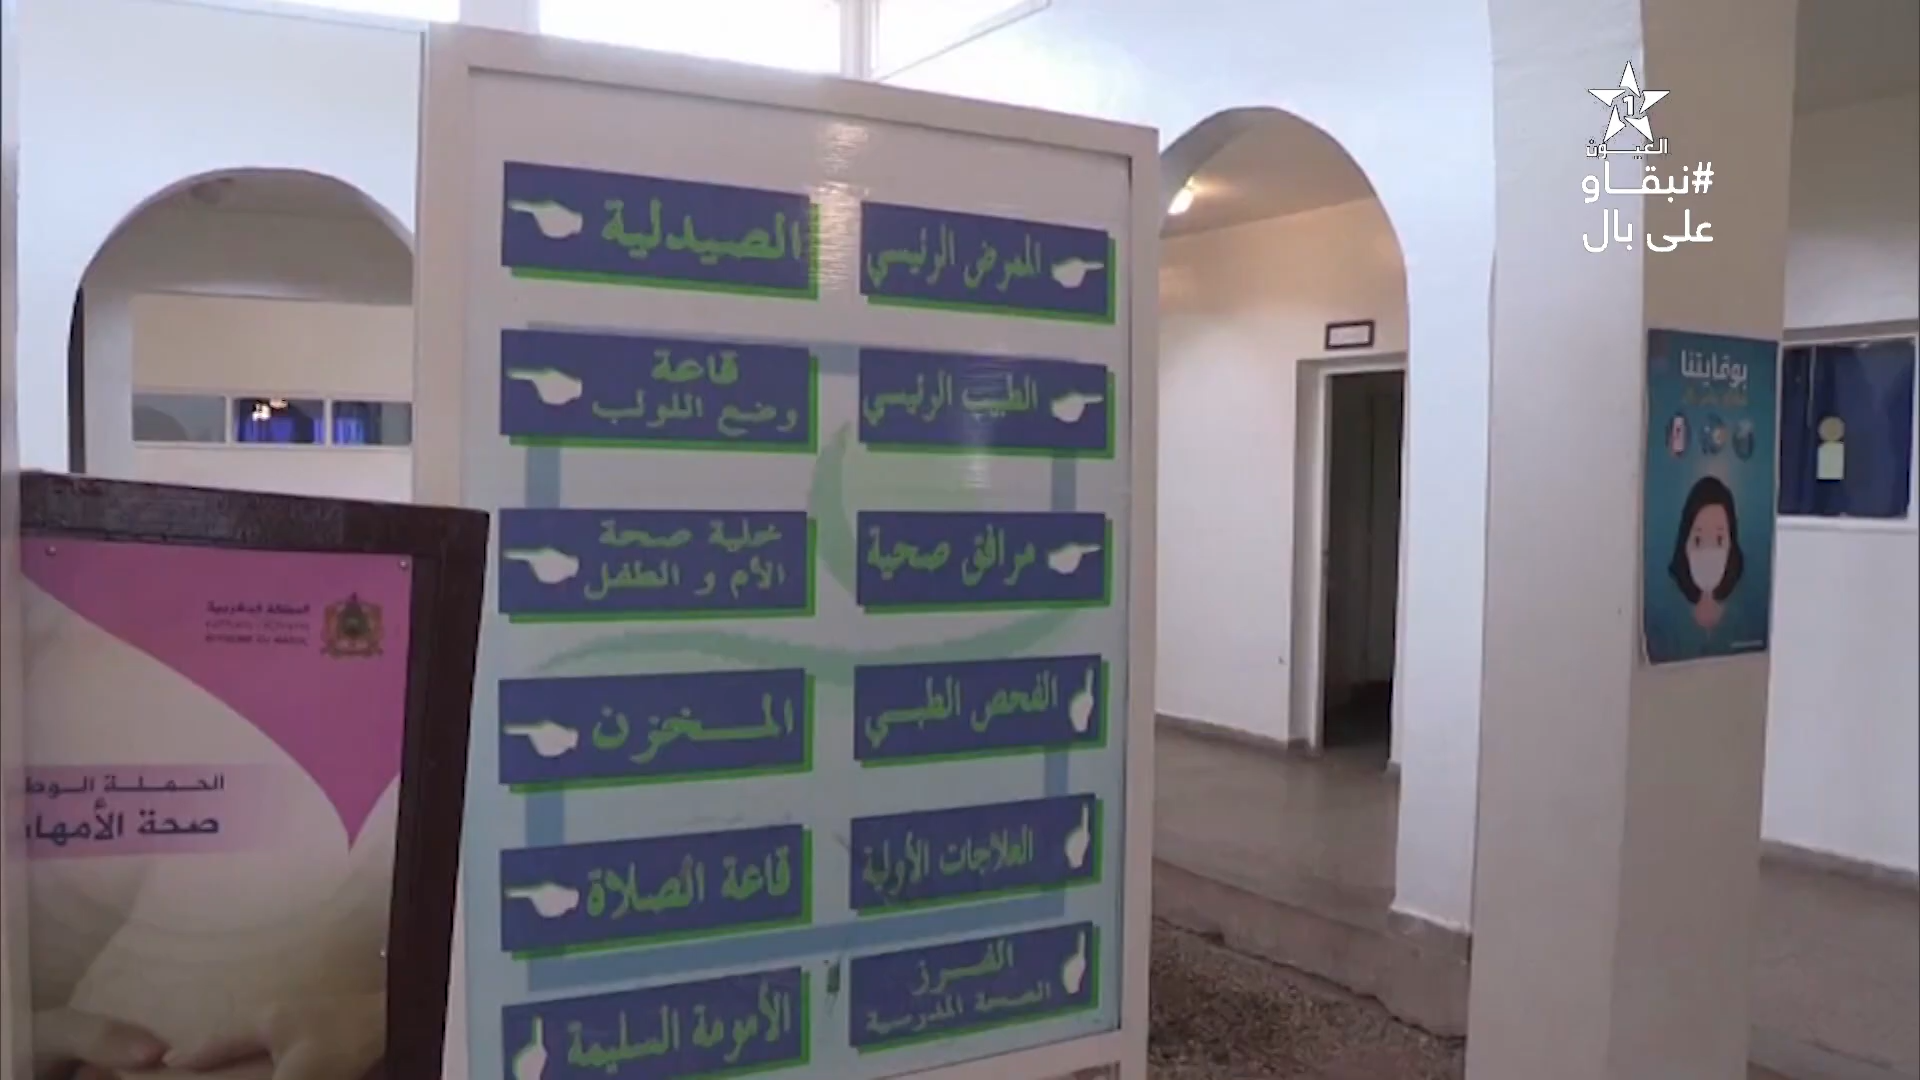 العيون
#نبقاو
على بال
الممرض الرئيسي
الصيدلية
الطبيب الرئيسي
قاعة
وضع اللولب
مرافق صحية
خلية صحة
الأم و الطفل
الفحص الطبي
المخزن
العلاجات الأولية
قاعة الصلاة
الفرز
الصحة المدرسية
الأمومة السليمة
المملكة المغربية
الحملة الوط
صحة الأمها
بوقايتنا